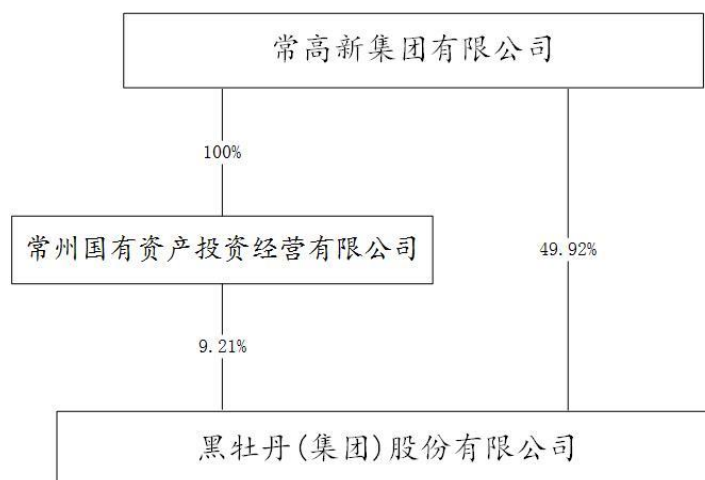 常高新集团有限公司
100%
常州国有资产投资经营有限公司
49.92%
9.21%
黑牡丹(集团)股份有限公司